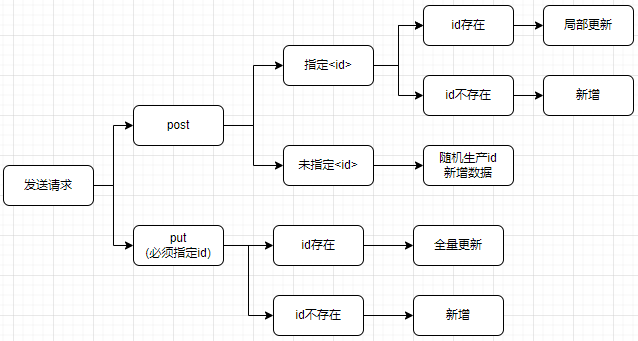 发送请求
post
指定<id>
id存在
局部更新
id不存在
新增
未指定<id>
随机生产id
新增数据
put
(必须指定id)
id存在
全量更新
id不存在
新增